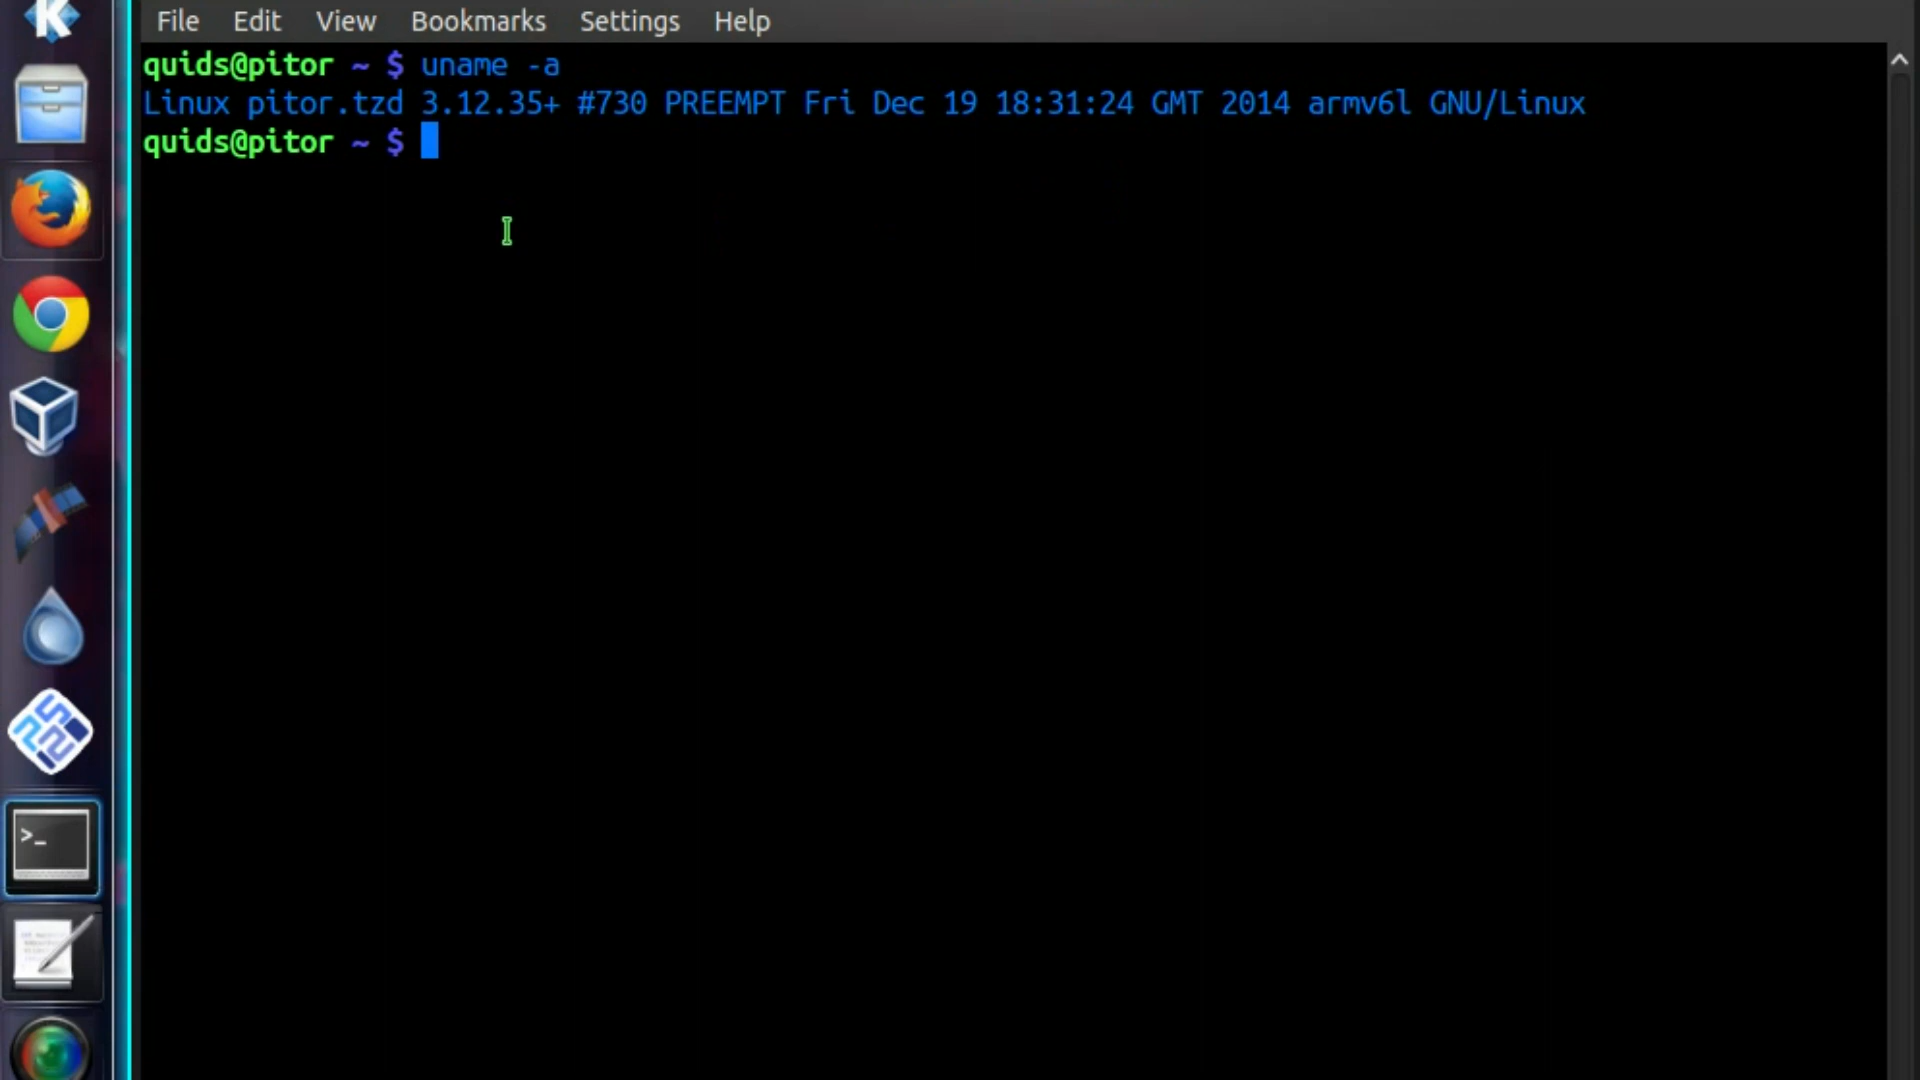 File Edit View Bookmarks Settings Help
quids@pitor ~ $ uname -a
Linux pitor.tzd 3.12.35+ #730 PREEMPT Fri Dec 19 18:31:24 GMT 2014 armv6l GNU/Linux
quids@pitor ~ $